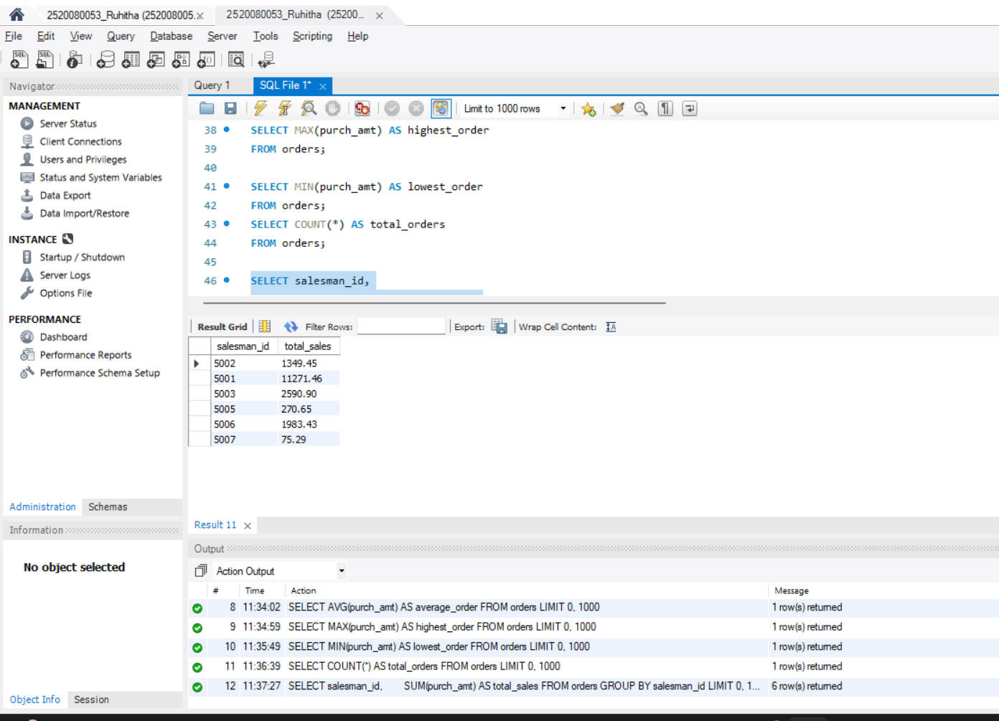 2520080053_Ruhitha (252008005.× 2520080053_Ruhitha (25200... ×
File Edit View Query Database Server Tools Scripting Help
Navigator
Query 1 SQL File 1* ×
MANAGEMENT
Server Status
Client Connections
Users and Privileges
Status and System Variables
Data Export
Data Import/Restore
INSTANCE
Startup / Shutdown
Server Logs
Options File
PERFORMANCE
Dashboard
Performance Reports
Performance Schema Setup
Administration Schemas
Information
No object selected
Object Info Session
Limit to 1000 rows
38 SELECT MAX(purch_amt) AS highest_order
39 FROM orders;
40
41 SELECT MIN(purch_amt) AS lowest_order
42 FROM orders;
43 SELECT COUNT(*) AS total_orders
44 FROM orders;
45
46 SELECT salesman_id,
Result Grid Filter Rows: Export: Wrap Cell Content:
salesman_id total_sales
5002 1349.45
5001 11271.46
5003 2590.90
5005 270.65
5006 1983.43
5007 75.29
Result 11 ×
Output
Action Output
# Time Action Message
8 11:34:02 SELECT AVG(purch_amt) AS average_order FROM orders LIMIT 0, 1000 1 row(s) returned
9 11:34:59 SELECT MAX(purch_amt) AS highest_order FROM orders LIMIT 0, 1000 1 row(s) returned
10 11:35:49 SELECT MIN(purch_amt) AS lowest_order FROM orders LIMIT 0, 1000 1 row(s) returned
11 11:36:39 SELECT COUNT(*) AS total_orders FROM orders LIMIT 0, 1000 1 row(s) returned
12 11:37:27 SELECT salesman_id, SUM(purch_amt) AS total_sales FROM orders GROUP BY salesman_id LIMIT 0, 1... 6 row(s) returned